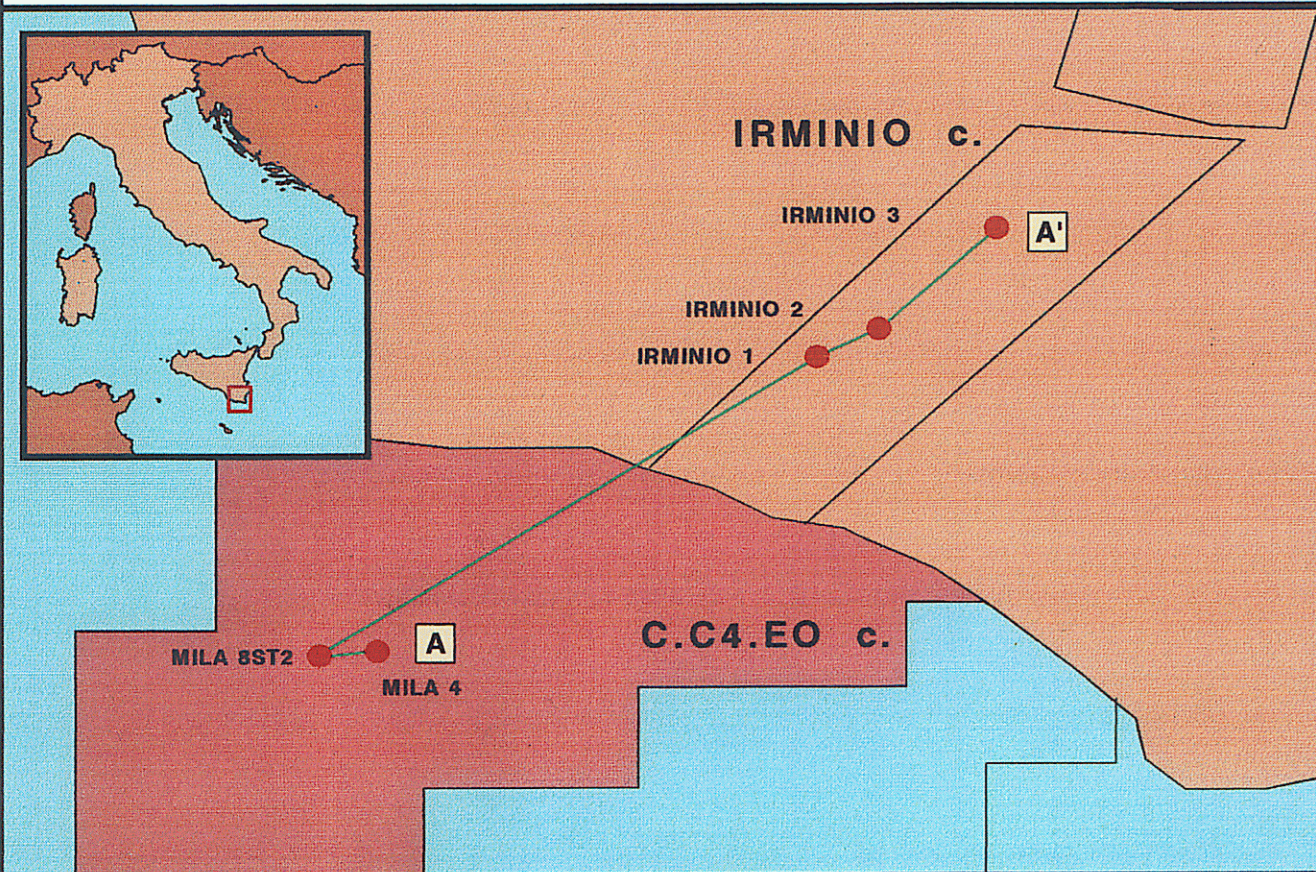 IRMINIO c.
IRMINIO 3
A'
IRMINIO 2
IRMINIO 1
C.C4.EO c.
A
MILA 8ST2
MILA 4